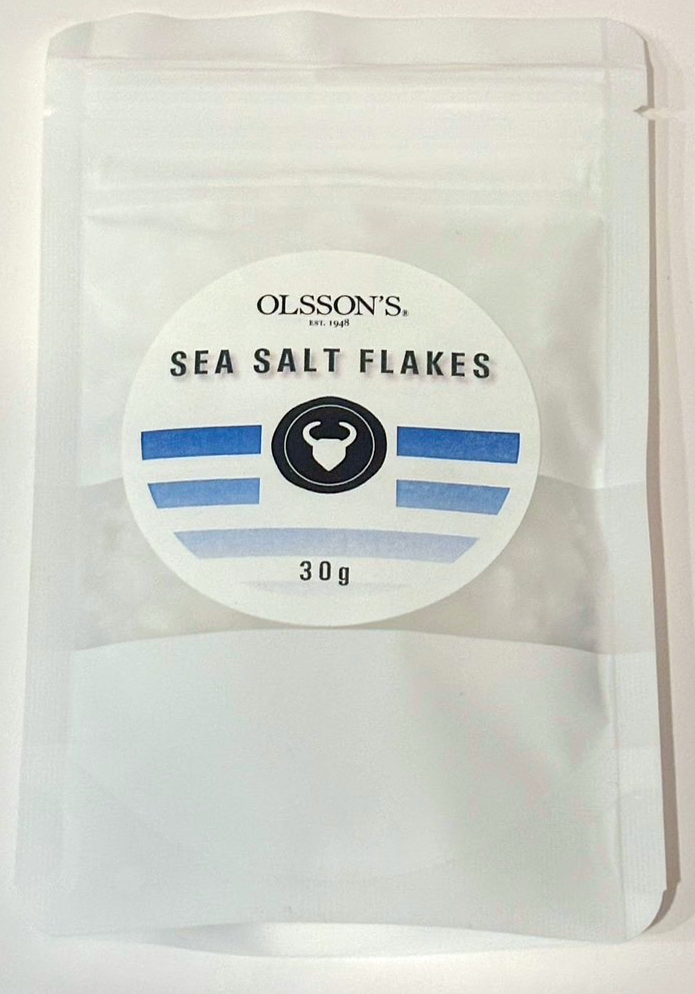 OLSSON'S®
EST. 1948
SEA SALT FLAKES
30g